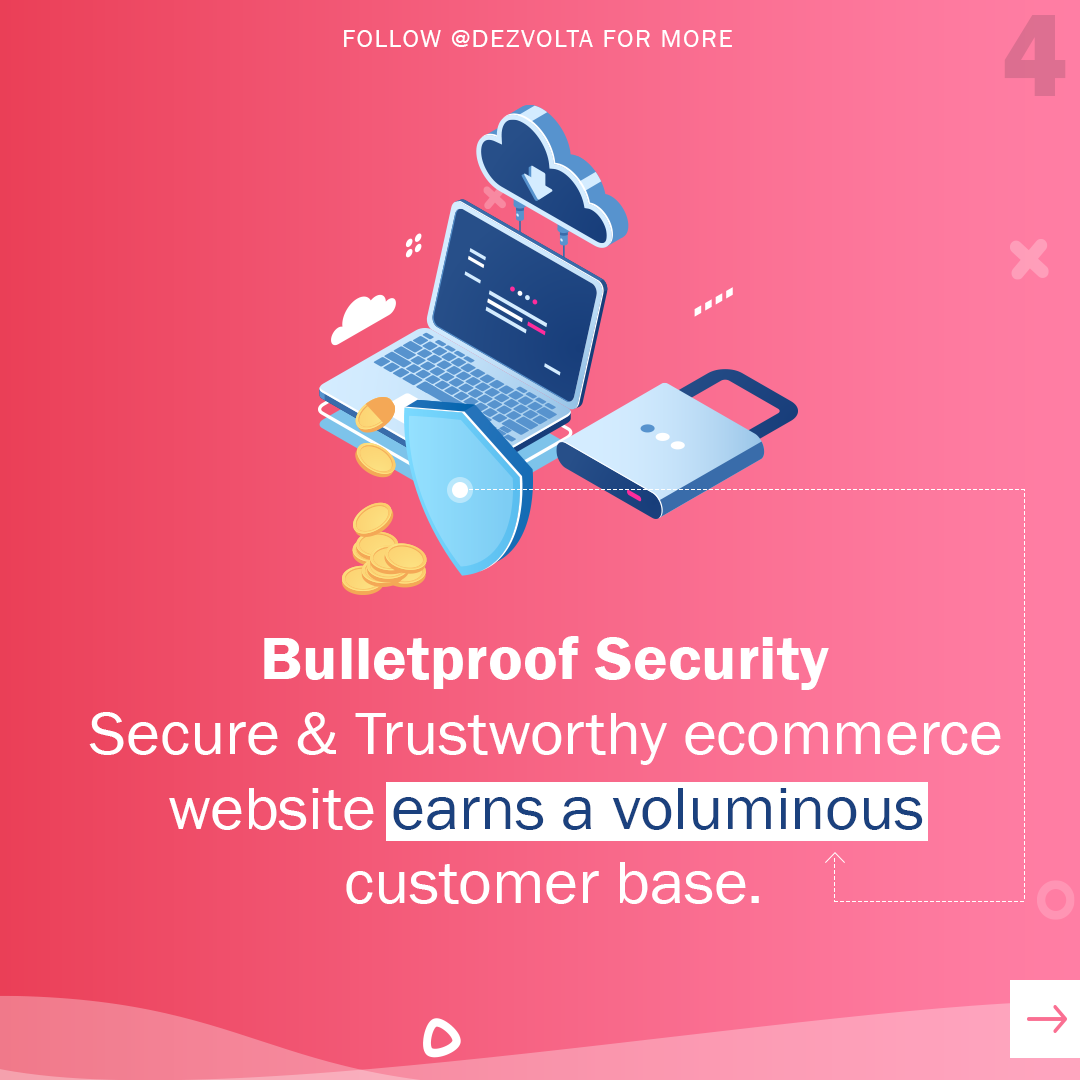 FOLLOW @DEZVOLTA FOR MORE
4
Bulletproof Security
Secure & Trustworthy ecommerce
website earns a voluminous
customer base.